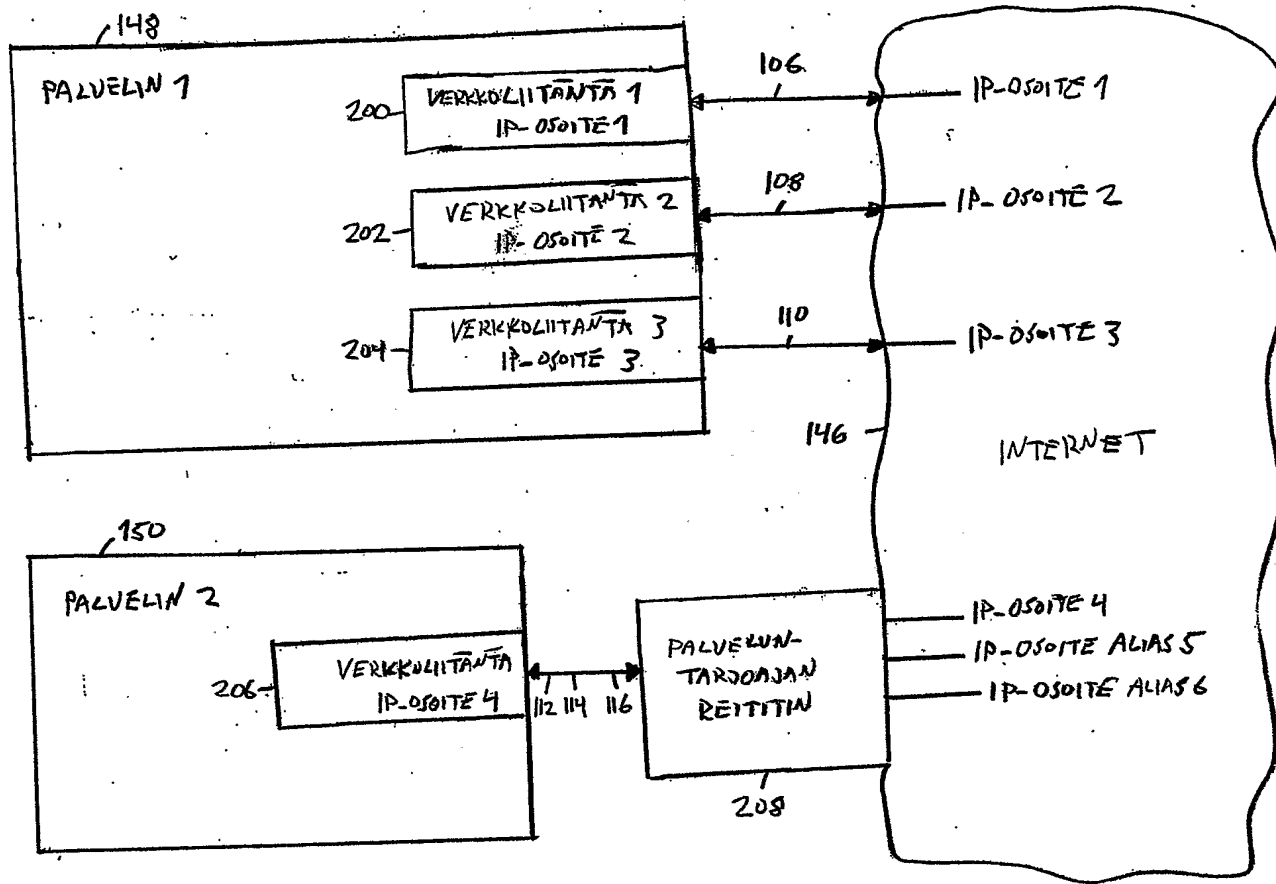 148
PALVELIN 1
200
VERKKOLIITÄNTÄ 1
IP-OSOITE 1
106
IP-OSOITE 1
202
VERKKOLIITÄNTÄ 2
IP-OSOITE 2
108
IP-OSOITE 2
204
VERKKOLIITÄNTÄ 3
IP-OSOITE 3
110
IP-OSOITE 3
146
INTERNET
150
PALVELIN 2
206
VERKKOLIITÄNTÄ
IP-OSOITE 4
112 114 116
PALVELUN-
TARJOAJAN
REITITIN
208
IP-OSOITE 4
IP-OSOITE ALIAS 5
IP-OSOITE ALIAS 6